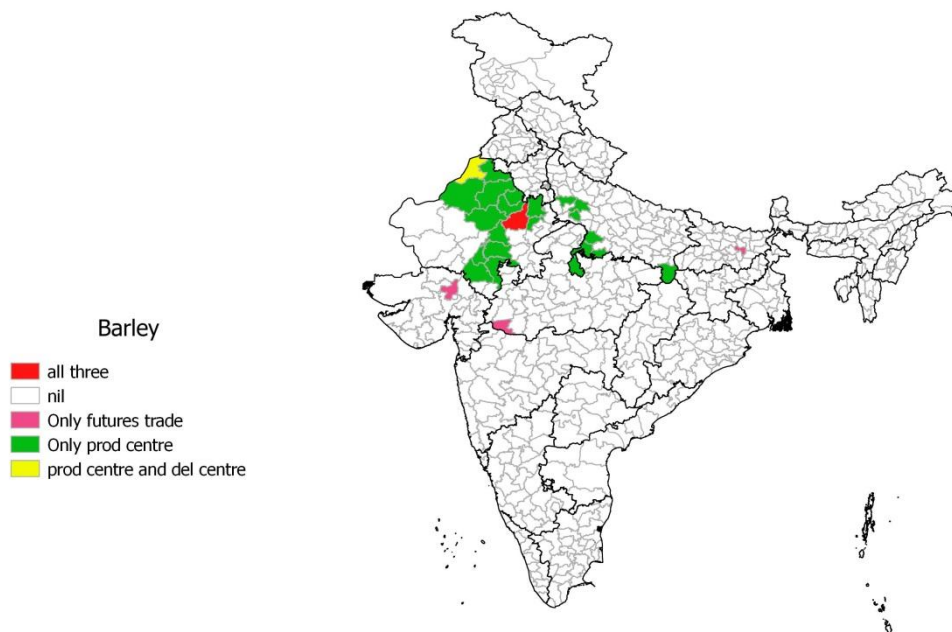 Barley
all three
nil
Only futures trade
Only prod centre
prod centre and del centre